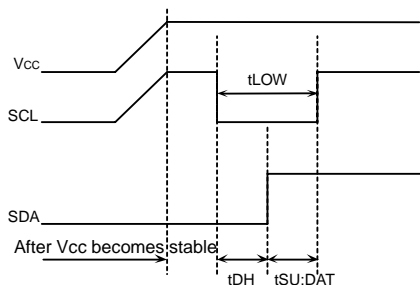 Vcc
tLOW
SCL
SDA
After Vcc becomes stable
tDH
tSU:DAT